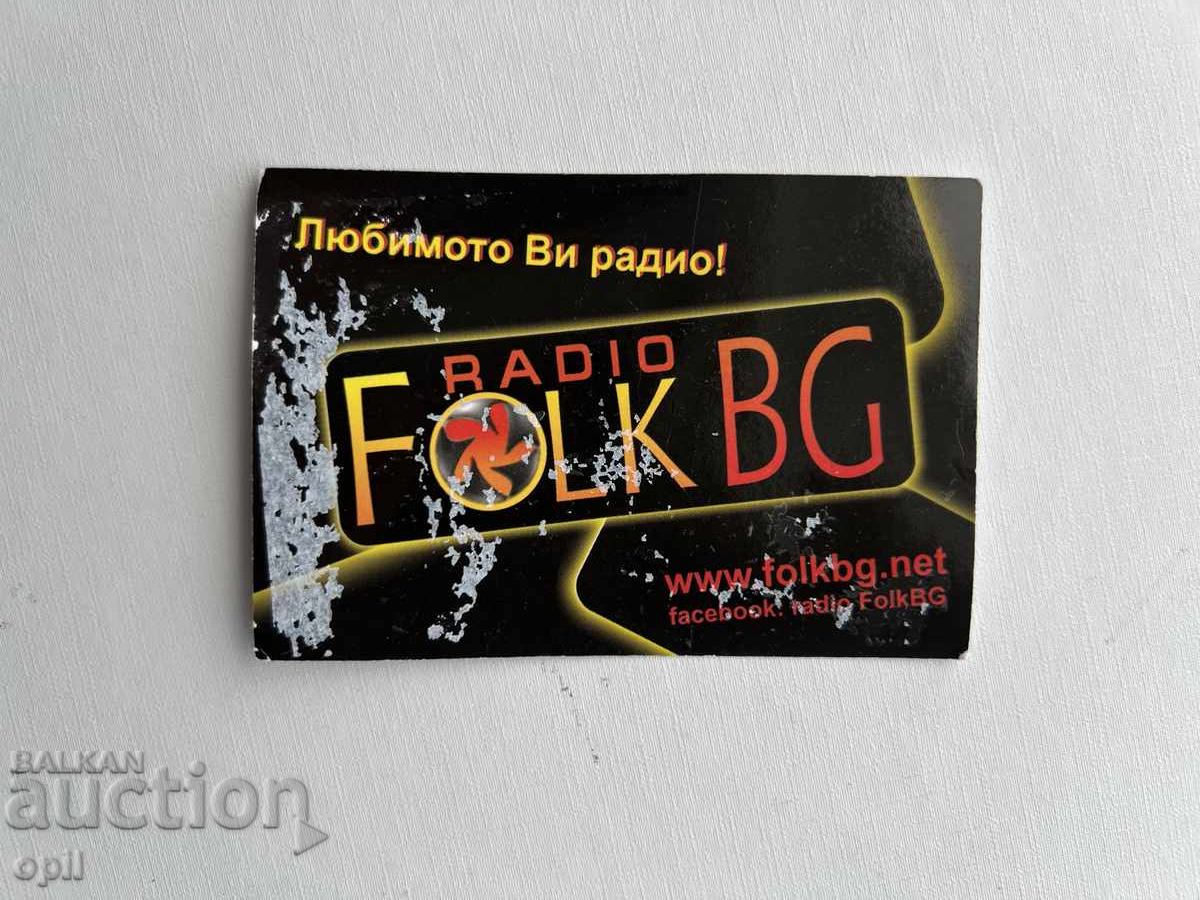 Любимото Ви радио!
RADIO
FOLK BG
www.folkbg.net
facebook: radio FolkBG
BALKAN
auction
opil